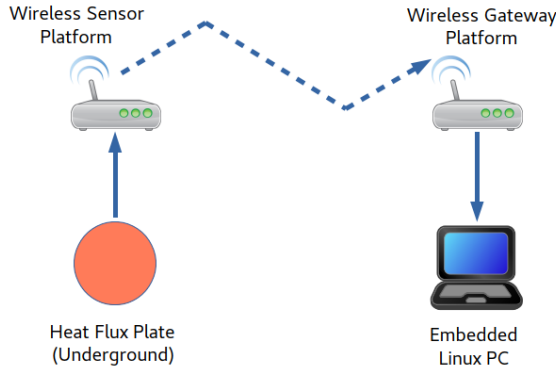 Wireless Sensor
Platform
Wireless Gateway
Platform
Heat Flux Plate
(Underground)
Embedded
Linux PC